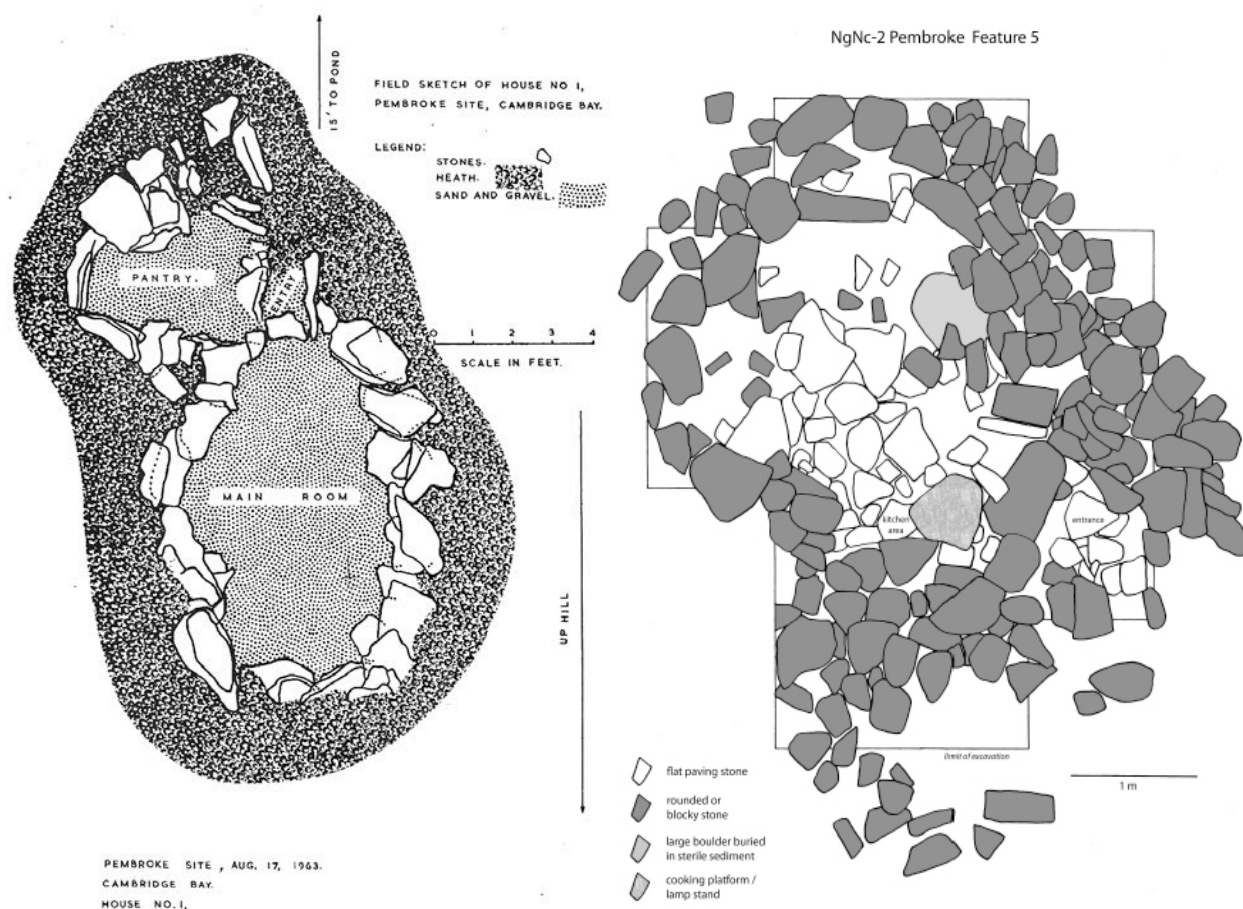 15' TO POND
FIELD SKETCH OF HOUSE NO 1,
PEMBROKE SITE, CAMBRIDGE BAY.
LEGEND:
STONES.
HEATH.
SAND AND GRAVEL.
PANTRY.
ENTRY
0 1 2 3 4
SCALE IN FEET.
MAIN ROOM
UP HILL
PEMBROKE SITE, AUG. 17, 1963.
CAMBRIDGE BAY.
HOUSE NO. 1,
NgNc-2 Pembroke Feature 5
kitchen
area
entrance
limit of excavation
1 m
flat paving stone
rounded or
blocky stone
large boulder buried
in sterile sediment
cooking platform /
lamp stand